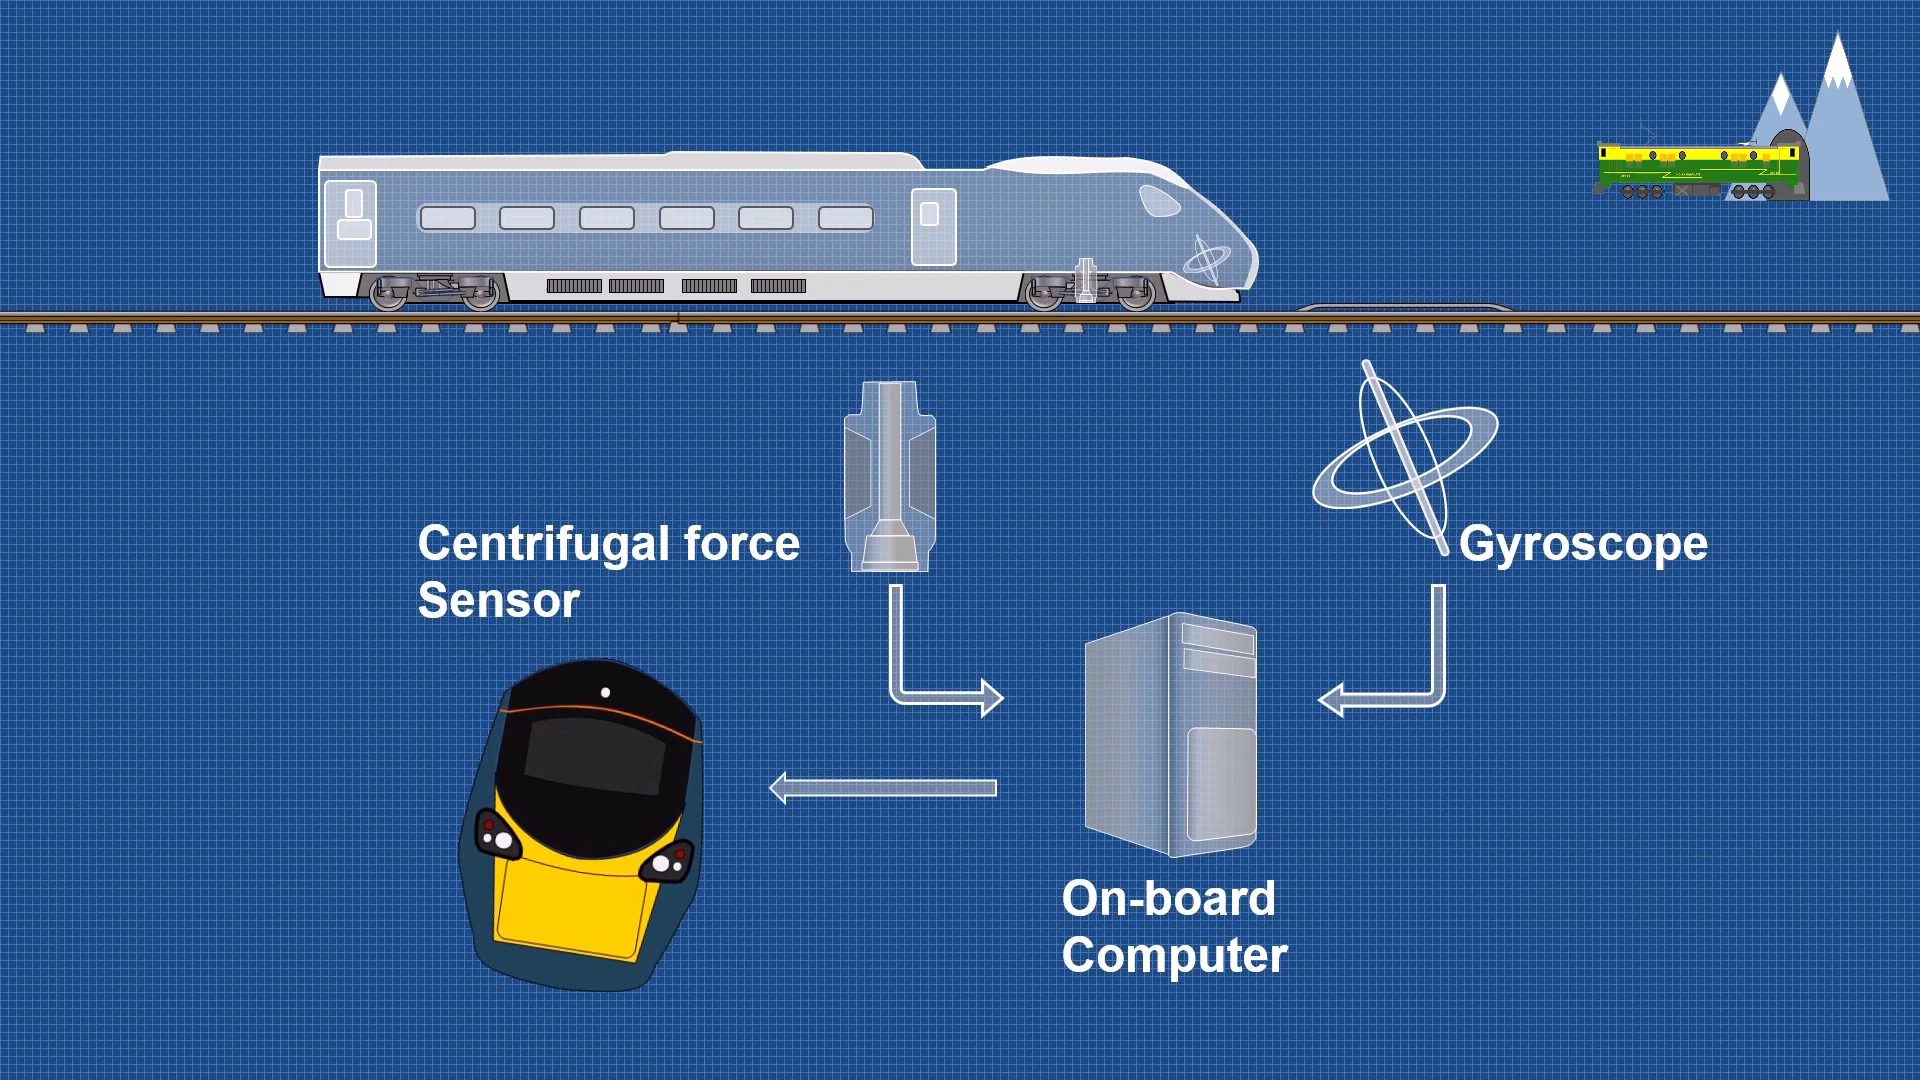 Centrifugal force
Sensor
Gyroscope
On-board
Computer